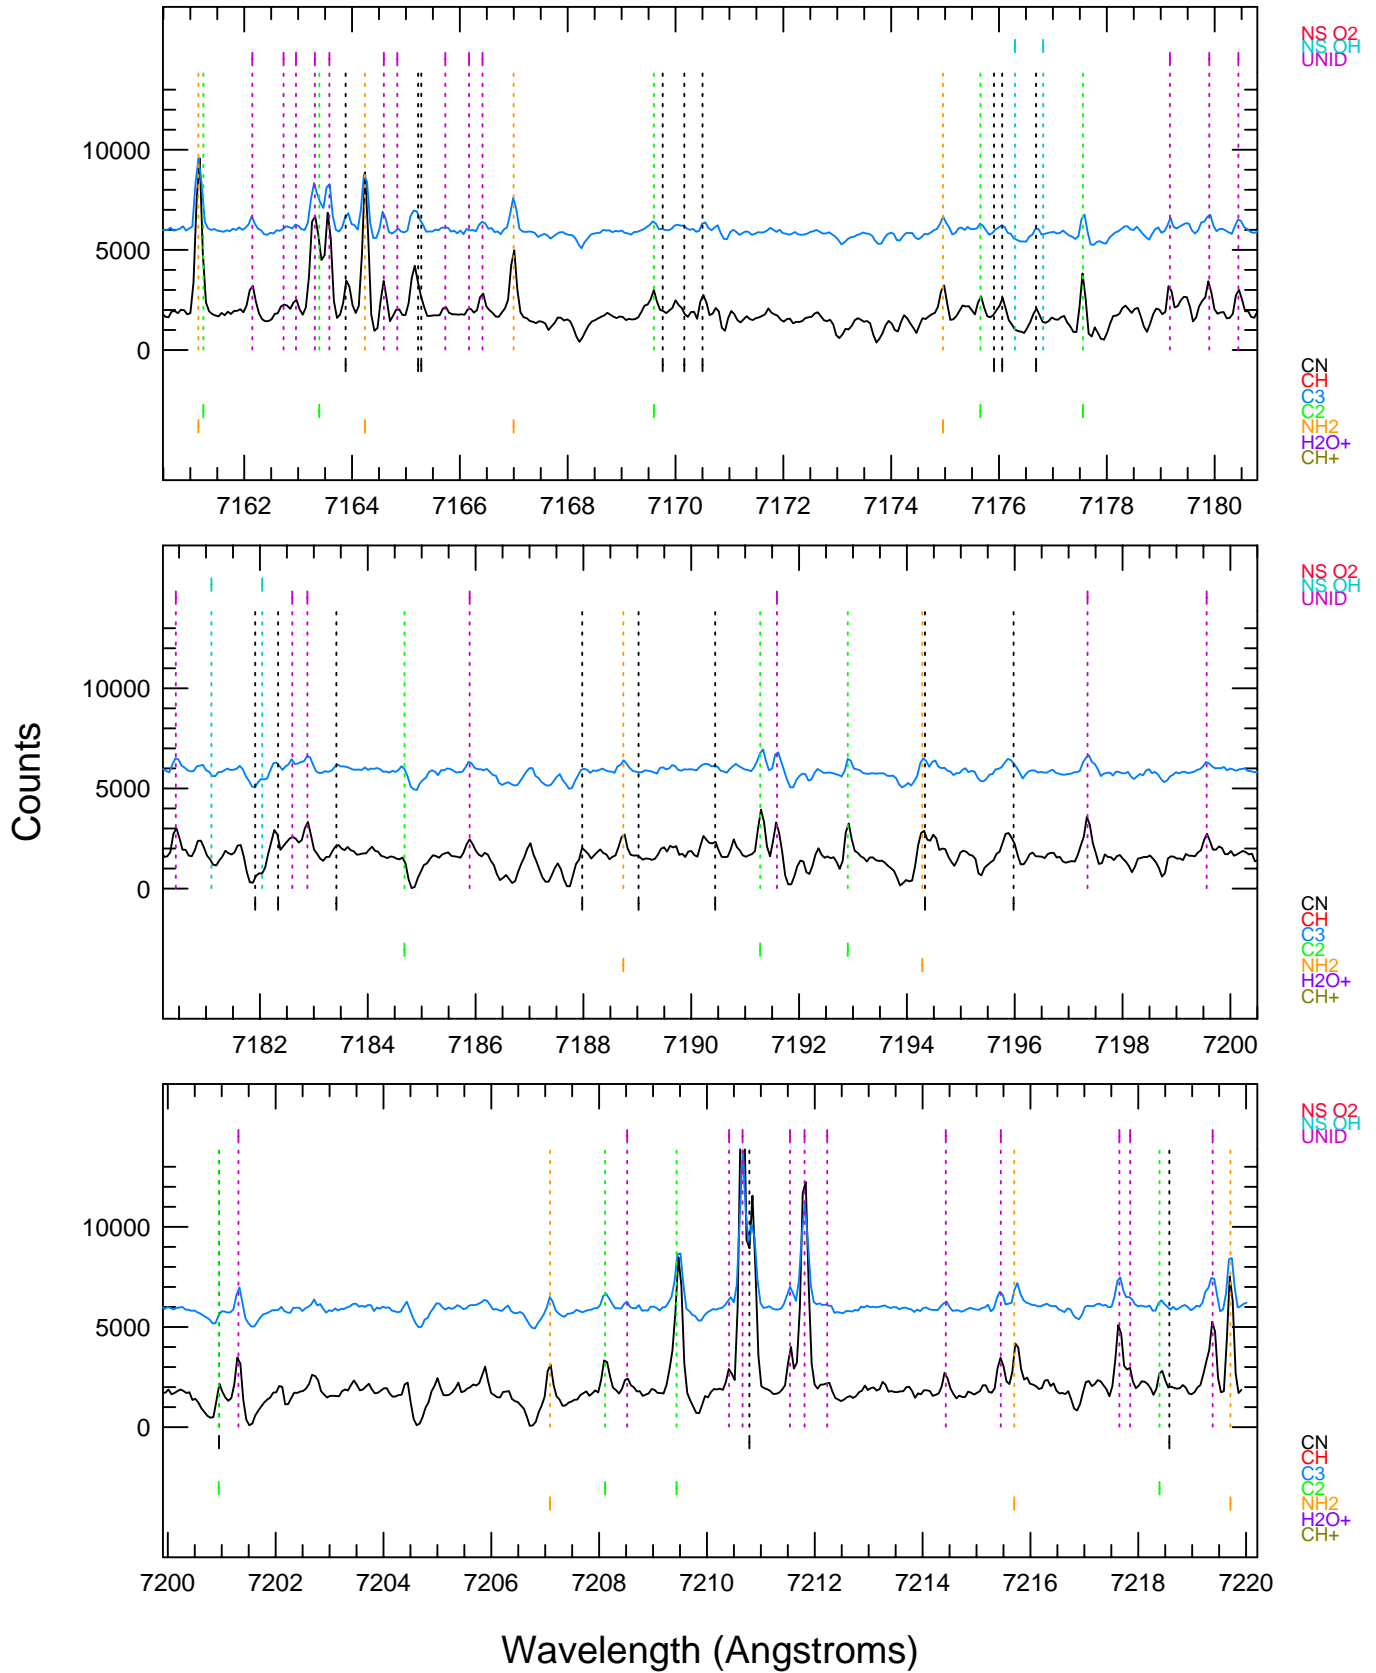 NS O2
NS OH
UNID
10000
5000
0
CN
CH
C3
C2
NH2
H2O+
CH+
7162 7164 7166 7168 7170 7172 7174 7176 7178 7180
NS O2
NS OH
UNID
10000
5000
0
CN
CH
C3
C2
NH2
H2O+
CH+
7182 7184 7186 7188 7190 7192 7194 7196 7198 7200
Counts
NS O2
NS OH
UNID
10000
5000
0
CN
CH
C3
C2
NH2
H2O+
CH+
7200 7202 7204 7206 7208 7210 7212 7214 7216 7218 7220
Wavelength (Angstroms)